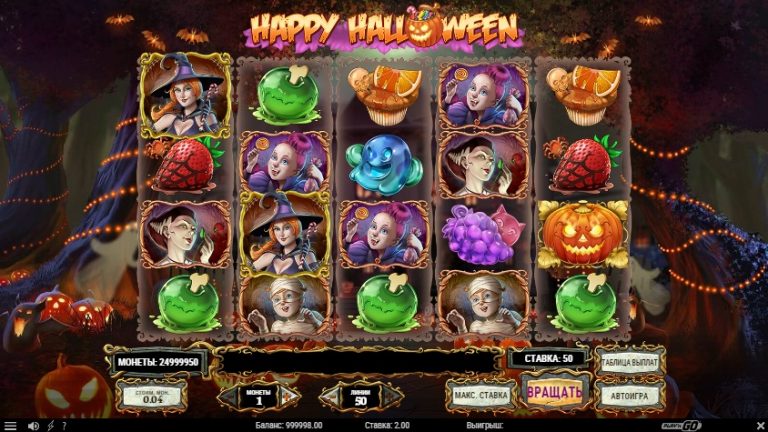 HAPPY HALLOWEEN
МОНЕТЫ: 24999950
СТАВКА: 50
ТАБЛИЦА ВЫПЛАТ
СТОИМ. МОН.
0.04
МОНЕТЫ
1
ЛИНИИ
50
МАКС. СТАВКА
ВРАЩАТЬ
АВТОИГРА
? Баланс: 999998.00 Ставка: 2.00 Выигрыш: PLAY'N GO